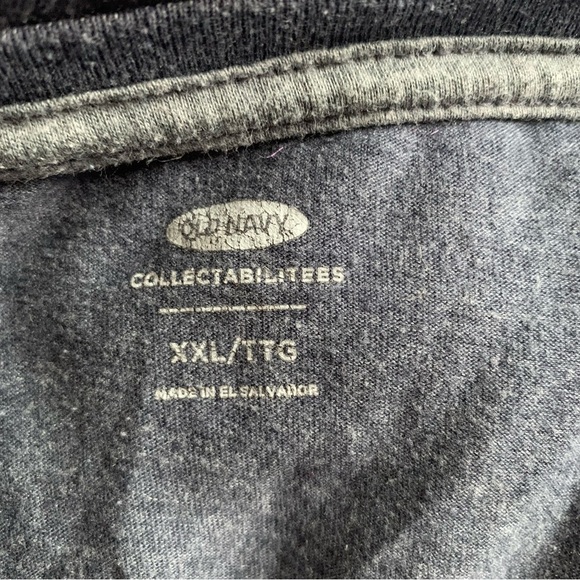 OLD NAVY
COLLECTABILITEES
XXL/TTG
MADE IN EL SALVADOR